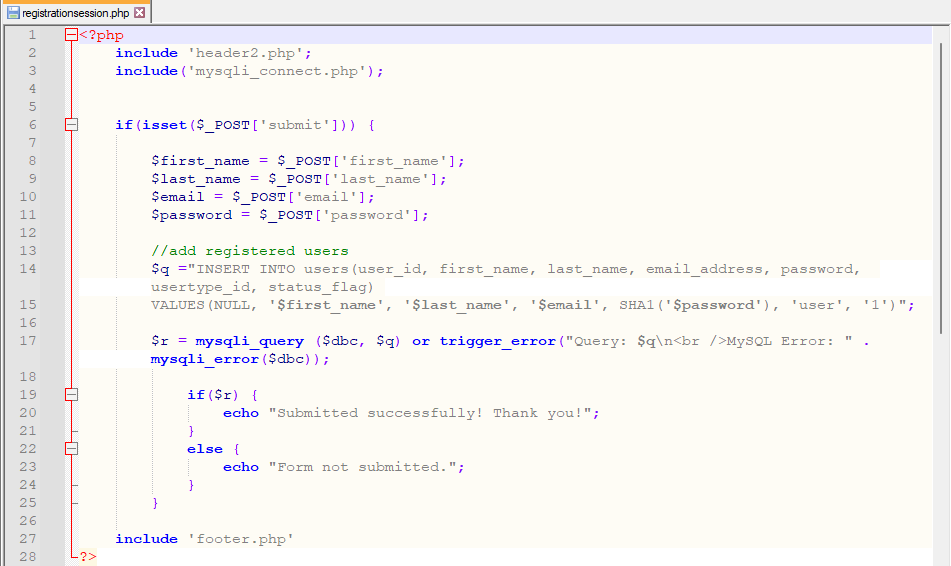 registrationsession.php
1 <?php
2 include 'header2.php';
3 include('mysqli_connect.php');
4
5
6 if(isset($_POST['submit'])) {
7
8 $first_name = $_POST['first_name'];
9 $last_name = $_POST['last_name'];
10 $email = $_POST['email'];
11 $password = $_POST['password'];
12
13 //add registered users
14 $q ="INSERT INTO users(user_id, first_name, last_name, email_address, password,
usertype_id, status_flag)
15 VALUES(NULL, '$first_name', '$last_name', '$email', SHA1('$password'), 'user', '1')";
16
17 $r = mysqli_query ($dbc, $q) or trigger_error("Query: $q\n<br />MySQL Error: " .
mysqli_error($dbc));
18
19 if($r) {
20 echo "Submitted successfully! Thank you!";
21 }
22 else {
23 echo "Form not submitted.";
24 }
25 }
26
27 include 'footer.php'
28 ?>